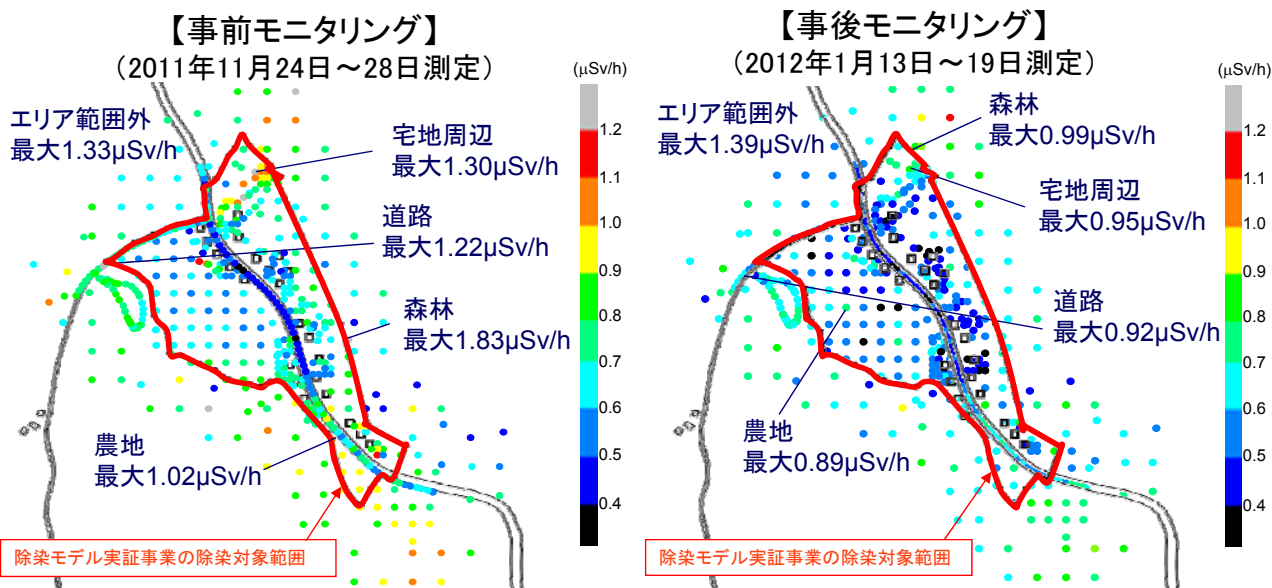 【事前モニタリング】
(2011年11月24日～28日測定)
(μSv/h)
エリア範囲外
最大1.33μSv/h
宅地周辺
最大1.30μSv/h
道路
最大1.22μSv/h
森林
最大1.83μSv/h
農地
最大1.02μSv/h
除染モデル実証事業の除染対象範囲
1.2
1.1
1.0
0.9
0.8
0.7
0.6
0.5
0.4
【事後モニタリング】
(2012年1月13日～19日測定)
(μSv/h)
エリア範囲外
最大1.39μSv/h
森林
最大0.99μSv/h
宅地周辺
最大0.95μSv/h
道路
最大0.92μSv/h
農地
最大0.89μSv/h
除染モデル実証事業の除染対象範囲
1.2
1.1
1.0
0.9
0.8
0.7
0.6
0.5
0.4